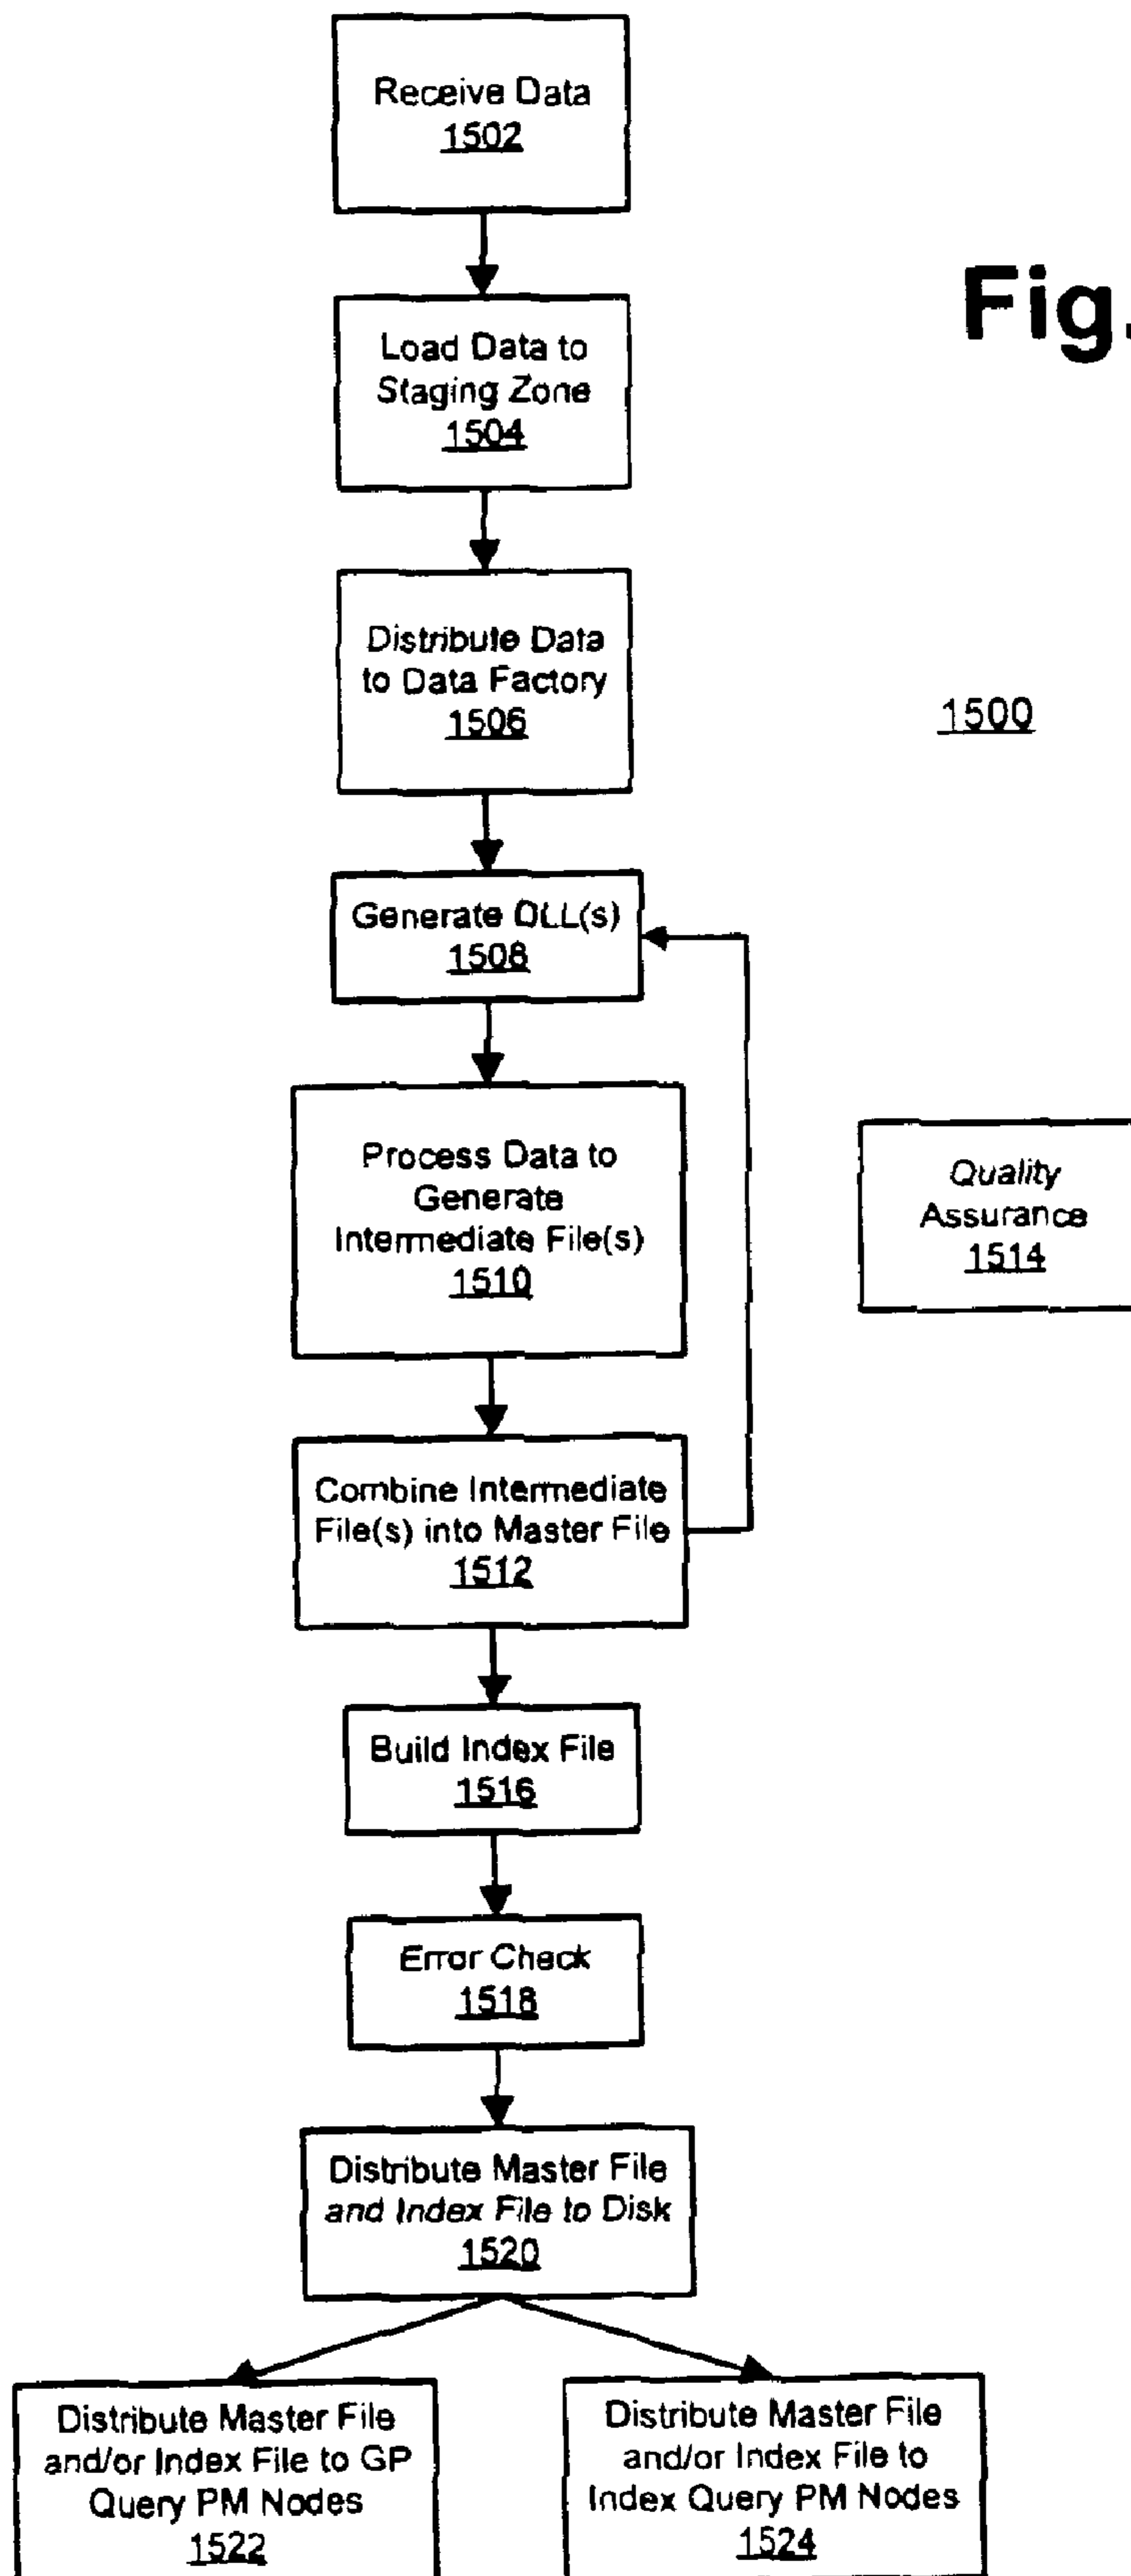 Receive Data
1502
Fig.
Load Data to
Staging Zone
1504
Distribute Data
to Data Factory
1506
1500
Generate DLL(s)
1508
Process Data to
Generate
Intermediate File(s)
1510
Quality
Assurance
1514
Combine Intermediate
File(s) into Master File
1512
Build Index File
1516
Error Check
1518
Distribute Master File
and Index File to Disk
1520
Distribute Master File
and/or Index File to GP
Query PM Nodes
1522
Distribute Master File
and/or Index File to
Index Query PM Nodes
1524